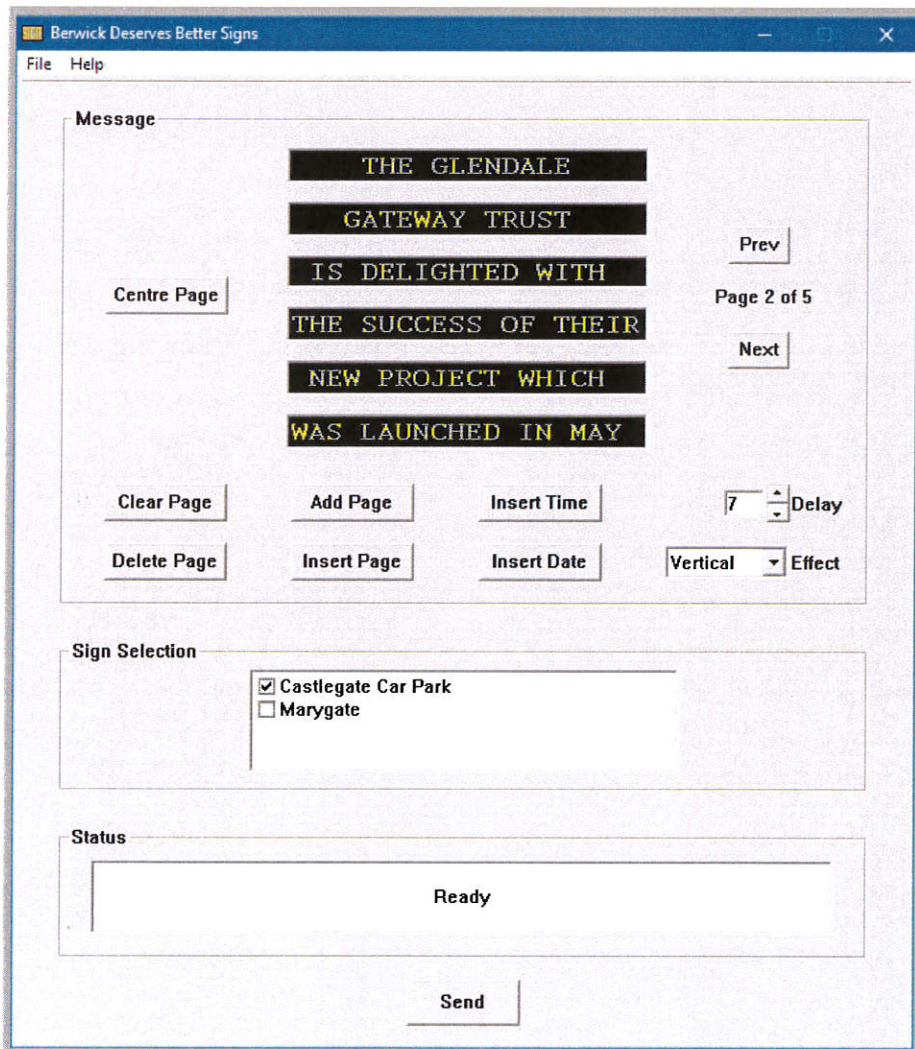 SIGN Berwick Deserves Better Signs
File Help
Message
THE GLENDALE
GATEWAY TRUST
IS DELIGHTED WITH
THE SUCCESS OF THEIR
NEW PROJECT WHICH
WAS LAUNCHED IN MAY
Centre Page
Prev
Page 2 of 5
Next
Clear Page Add Page Insert Time 7 Delay
Delete Page Insert Page Insert Date Vertical Effect
Sign Selection
Castlegate Car Park
Marygate
Status
Ready
Send